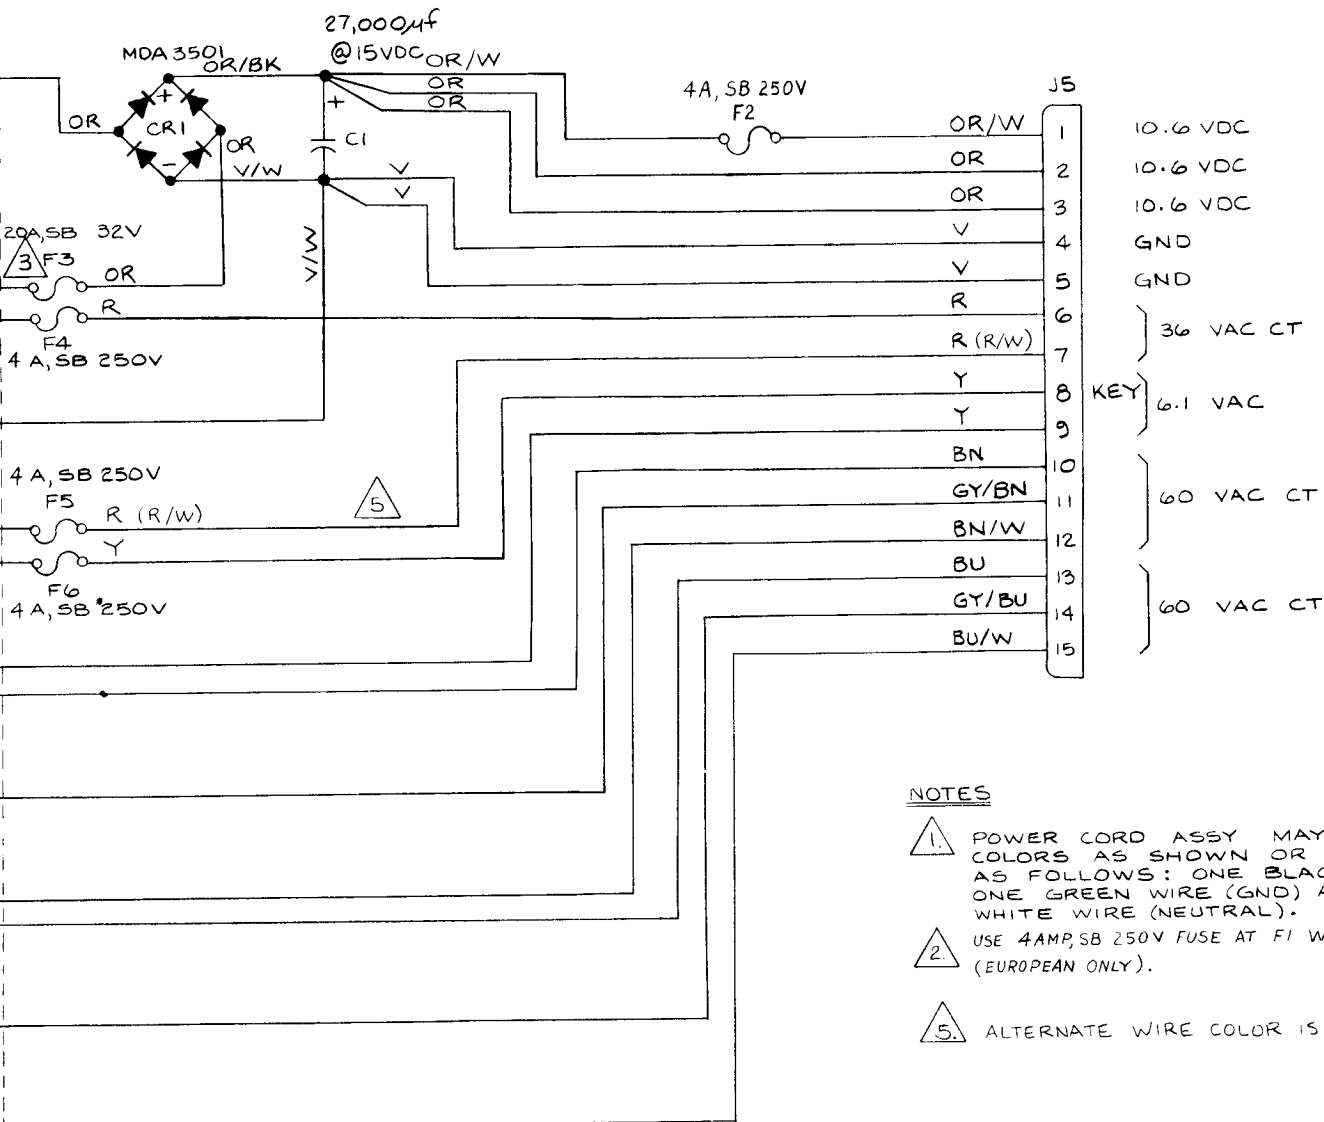 27,000µf
@15VDC
MDA 3501
OR/BK
OR/W
OR
OR
OR
+
CR1
-
OR
V/W
+
C1
V
V
V/W
4A, SB 250V
F2
J5
OR/W 1 10.6 VDC
OR 2 10.6 VDC
OR 3 10.6 VDC
V 4 GND
V 5 GND
R 6
36 VAC CT
R (R/W) 7
Y 8 KEY
6.1 VAC
Y 9
BN 10
GY/BN 11 60 VAC CT
BN/W 12
BU 13
GY/BU 14 60 VAC CT
BU/W 15
20A, SB 32V
3 F3
OR
R
F4
4 A, SB 250V
4 A, SB 250V
F5
R (R/W)
5
Y
F6
4 A, SB 250V
NOTES
1. POWER CORD ASSY MAY
COLORS AS SHOWN OR
AS FOLLOWS: ONE BLAC
ONE GREEN WIRE (GND) A
WHITE WIRE (NEUTRAL).
2. USE 4AMP, SB 250V FUSE AT F1 W
(EUROPEAN ONLY).
5. ALTERNATE WIRE COLOR IS